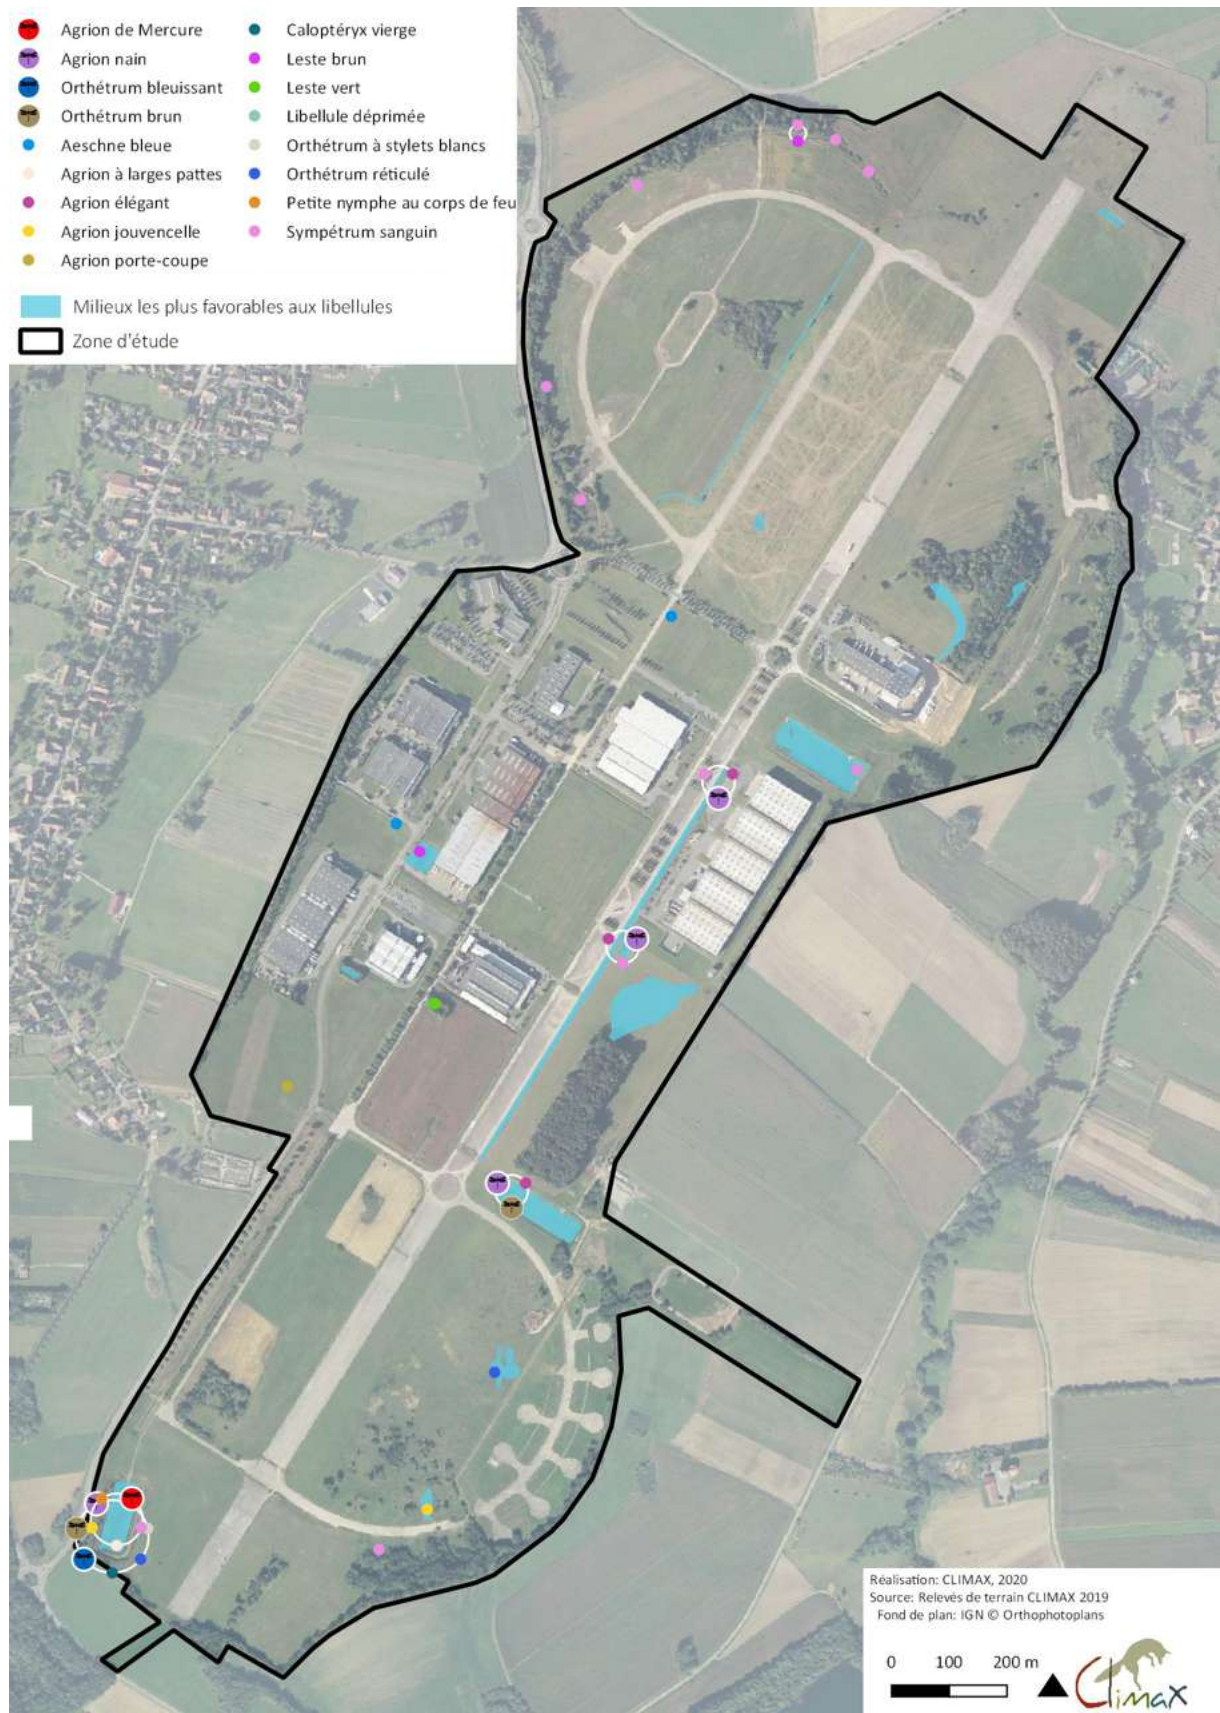 Agrion de Mercure
Agrion nain
Orthétrum bleuissant
Orthétrum brun
Aeschne bleue
Agrion à larges pattes
Agrion élégant
Agrion jouvencelle
Agrion porte-coupe
Caloptéryx vierge
Leste brun
Leste vert
Libellule déprimée
Orthétrum à stylets blancs
Orthétrum réticulé
Petite nymphe au corps de feu
Sympétrum sanguin
Milieux les plus favorables aux libellules
Zone d'étude
Réalisation: CLIMAX, 2020
Source: Relevés de terrain CLIMAX 2019
Fond de plan: IGN © Orthophotoplans
0 100 200 m
Climax